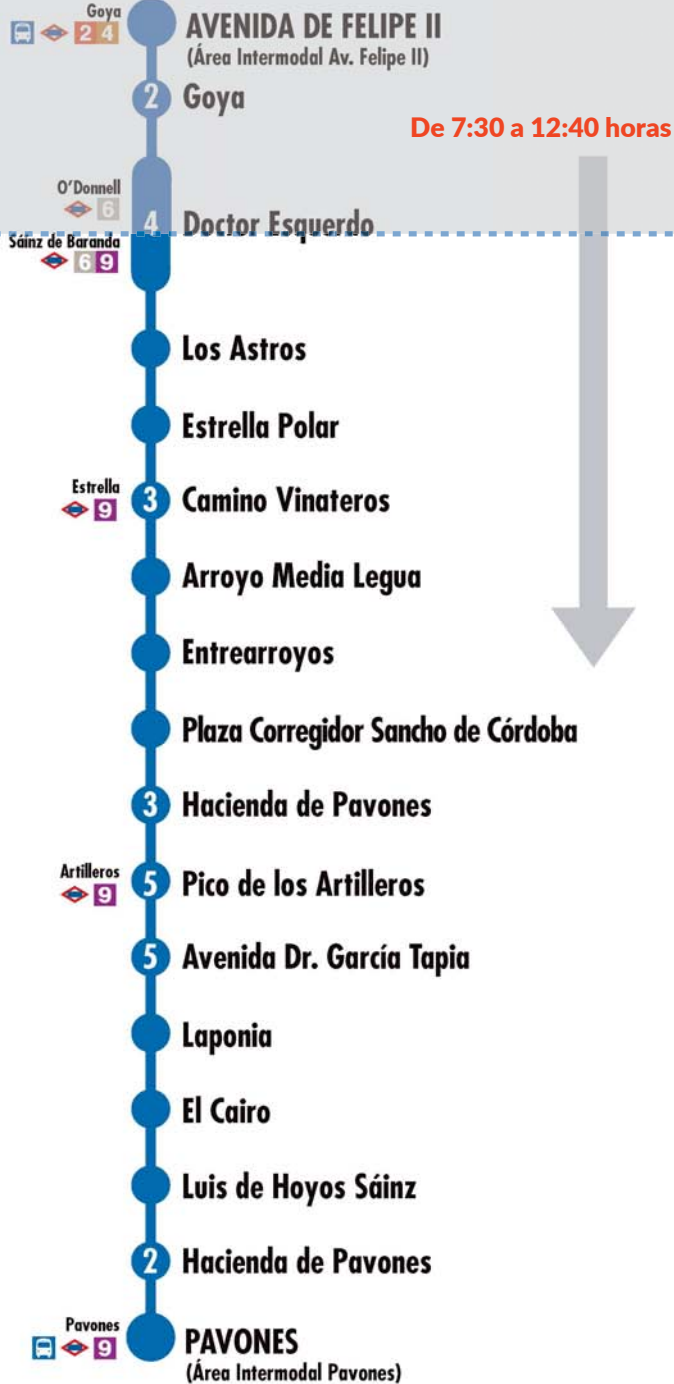 Goya
2 4
AVENIDA DE FELIPE II
(Área Intermodal Av. Felipe II)
2 Goya
De 7:30 a 12:40 horas
O'Donnell
6
4 Doctor Esquerdo
Sáinz de Baranda
6 9
Los Astros
Estrella Polar
Estrella
9
3 Camino Vinateros
Arroyo Media Legua
Entrearroyos
Plaza Corregidor Sancho de Córdoba
3 Hacienda de Pavones
Artilleros
9
5 Pico de los Artilleros
5 Avenida Dr. García Tapia
Laponia
El Cairo
Luis de Hoyos Sáinz
2 Hacienda de Pavones
Pavones
9
PAVONES
(Área Intermodal Pavones)